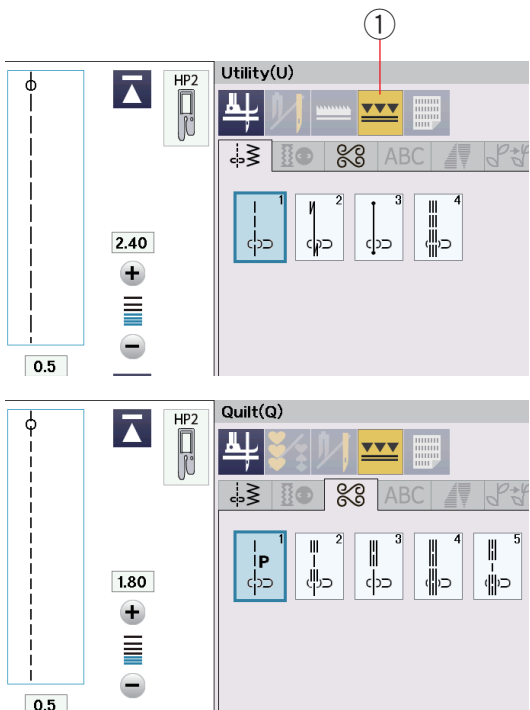 ①
HP2
Utility(U)
ABC
1 2 3 4
2.40
0.5
HP2
Quilt(Q)
ABC
1 2 3 4 5
P
1.80
0.5